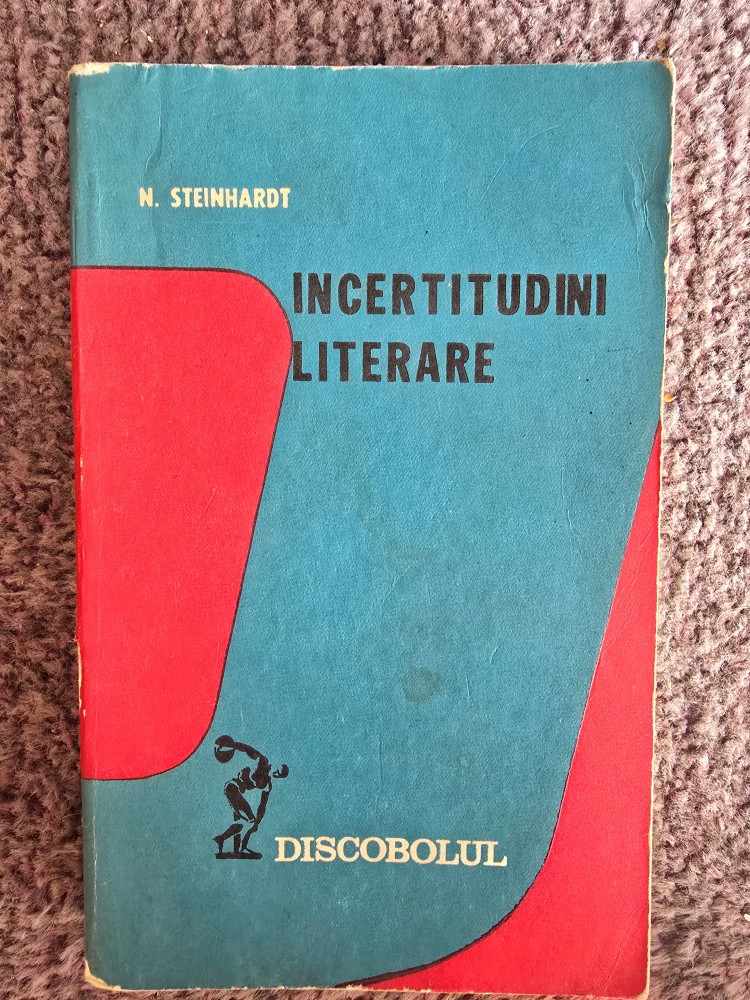 N. STEINHARDT
INCERTITUDINI
LITERARE
DISCOBOLUL